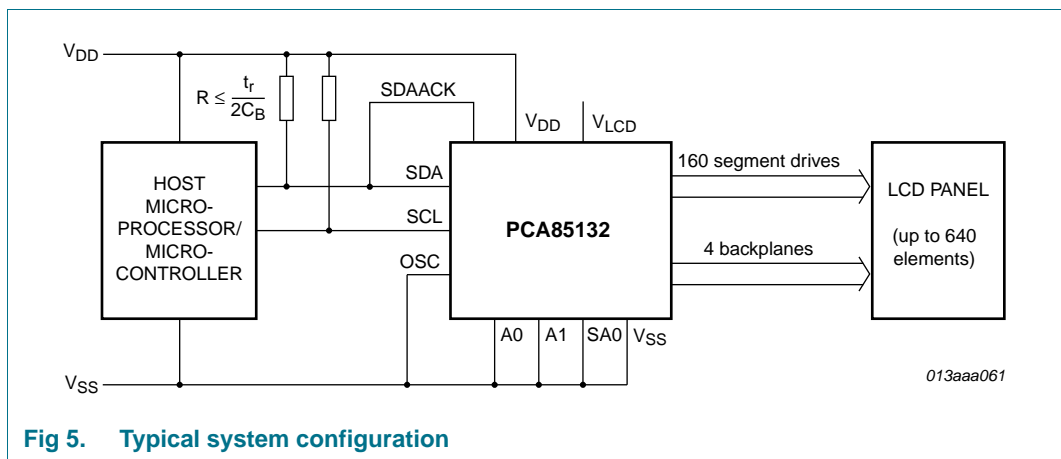 VDD
R ≤ tr
2CB
SDAACK
VDD
VLCD
HOST
MICRO-
PROCESSOR/
MICRO-
CONTROLLER
SDA
SCL
OSC
PCA85132
160 segment drives
4 backplanes
LCD PANEL
(up to 640
elements)
A0
A1
SA0
VSS
VSS
013aaa061
Fig 5. Typical system configuration